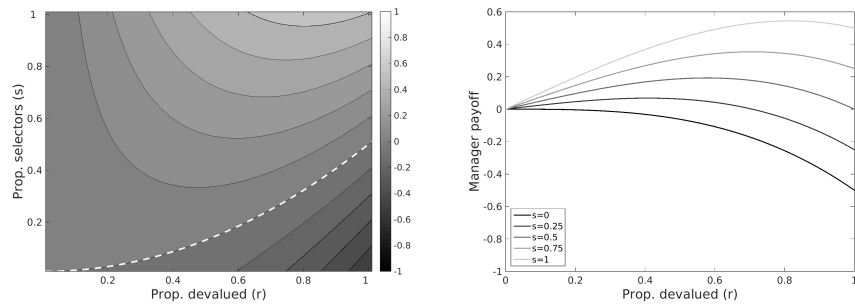 1
0.8
0.6
0.4
0.2
Prop. selectors (s)
0.2 0.4 0.6 0.8 1
Prop. devalued (r)
1
0.8
0.6
0.4
0.2
0
-0.2
-0.4
-0.6
-0.8
-1
0.6
0.4
0.2
0
-0.2
-0.4
-0.6
-0.8
-1
Manager payoff
s=0
s=0.25
s=0.5
s=0.75
s=1
0 0.2 0.4 0.6 0.8 1
Prop. devalued (r)